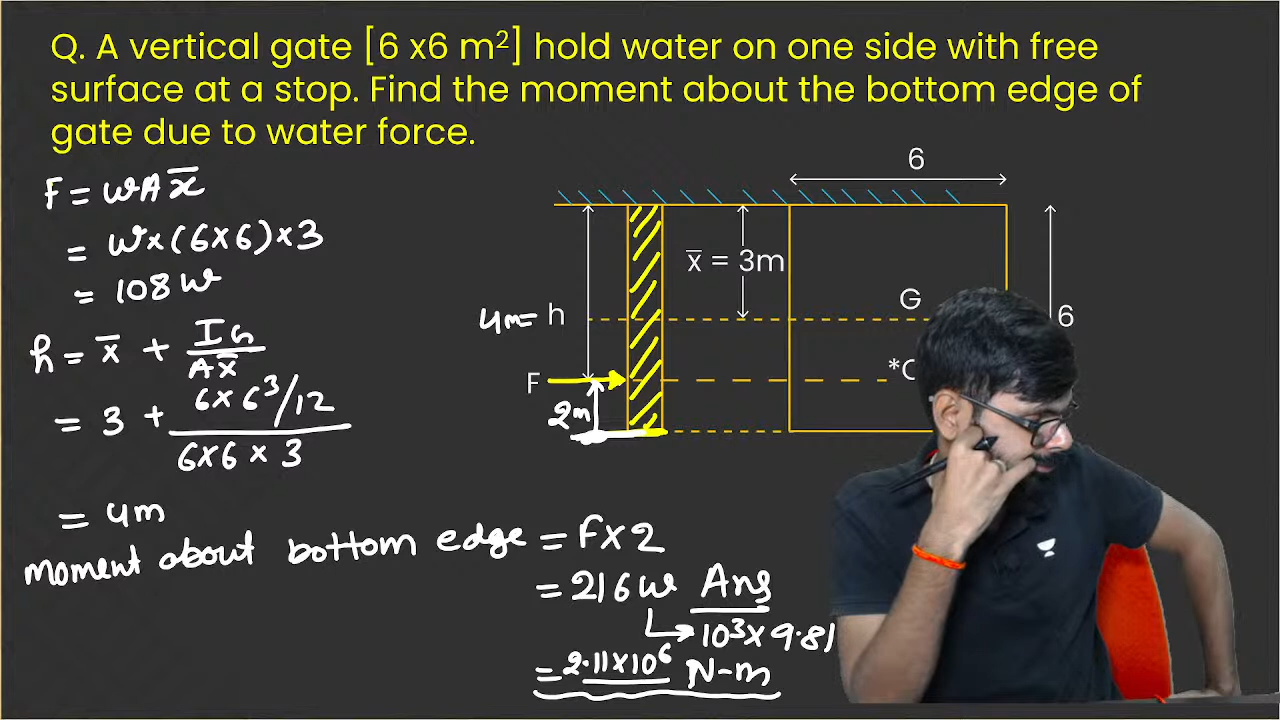 Q. A vertical gate [6 x6 m²] hold water on one side with free
surface at a stop. Find the moment about the bottom edge of
gate due to water force.
F = wAx̅
= w×(6×6)×3
= 108 w
h = x̅ + IG/Ax̅
= 3 + 6×6³/12 / 6×6×3
= 4m
moment about bottom edge = F×2
= 216w Ans
↳ 10³×9.81
= 2.11×10⁶ N-m
6
x̅ = 3m
4m= h
G
6
F
*C
2m